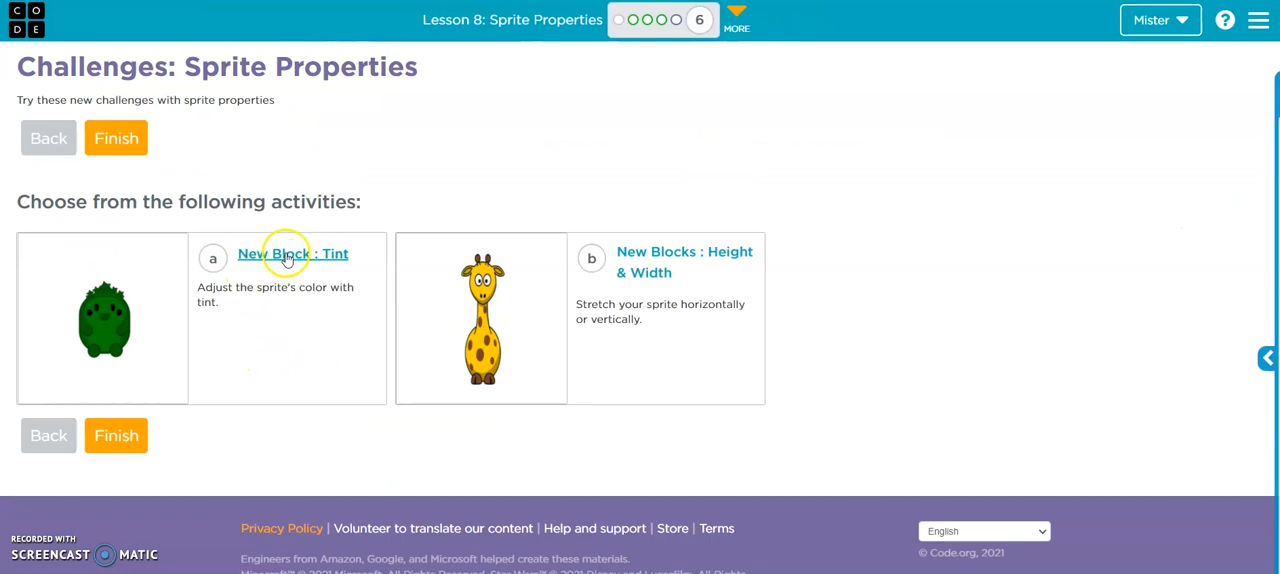 CO
DE
Lesson 8: Sprite Properties
6
MORE
Mister
?
Challenges: Sprite Properties
Try these new challenges with sprite properties
Back
Finish
Choose from the following activities:
a
New Block : Tint
Adjust the sprite's color with
tint.
b
New Blocks : Height
& Width
Stretch your sprite horizontally
or vertically.
Back
Finish
Privacy Policy | Volunteer to translate our content | Help and support | Store | Terms
English
© Code.org, 2021
Engineers from Amazon, Google, and Microsoft helped create these materials.
RECORDED WITH
SCREENCAST MATIC